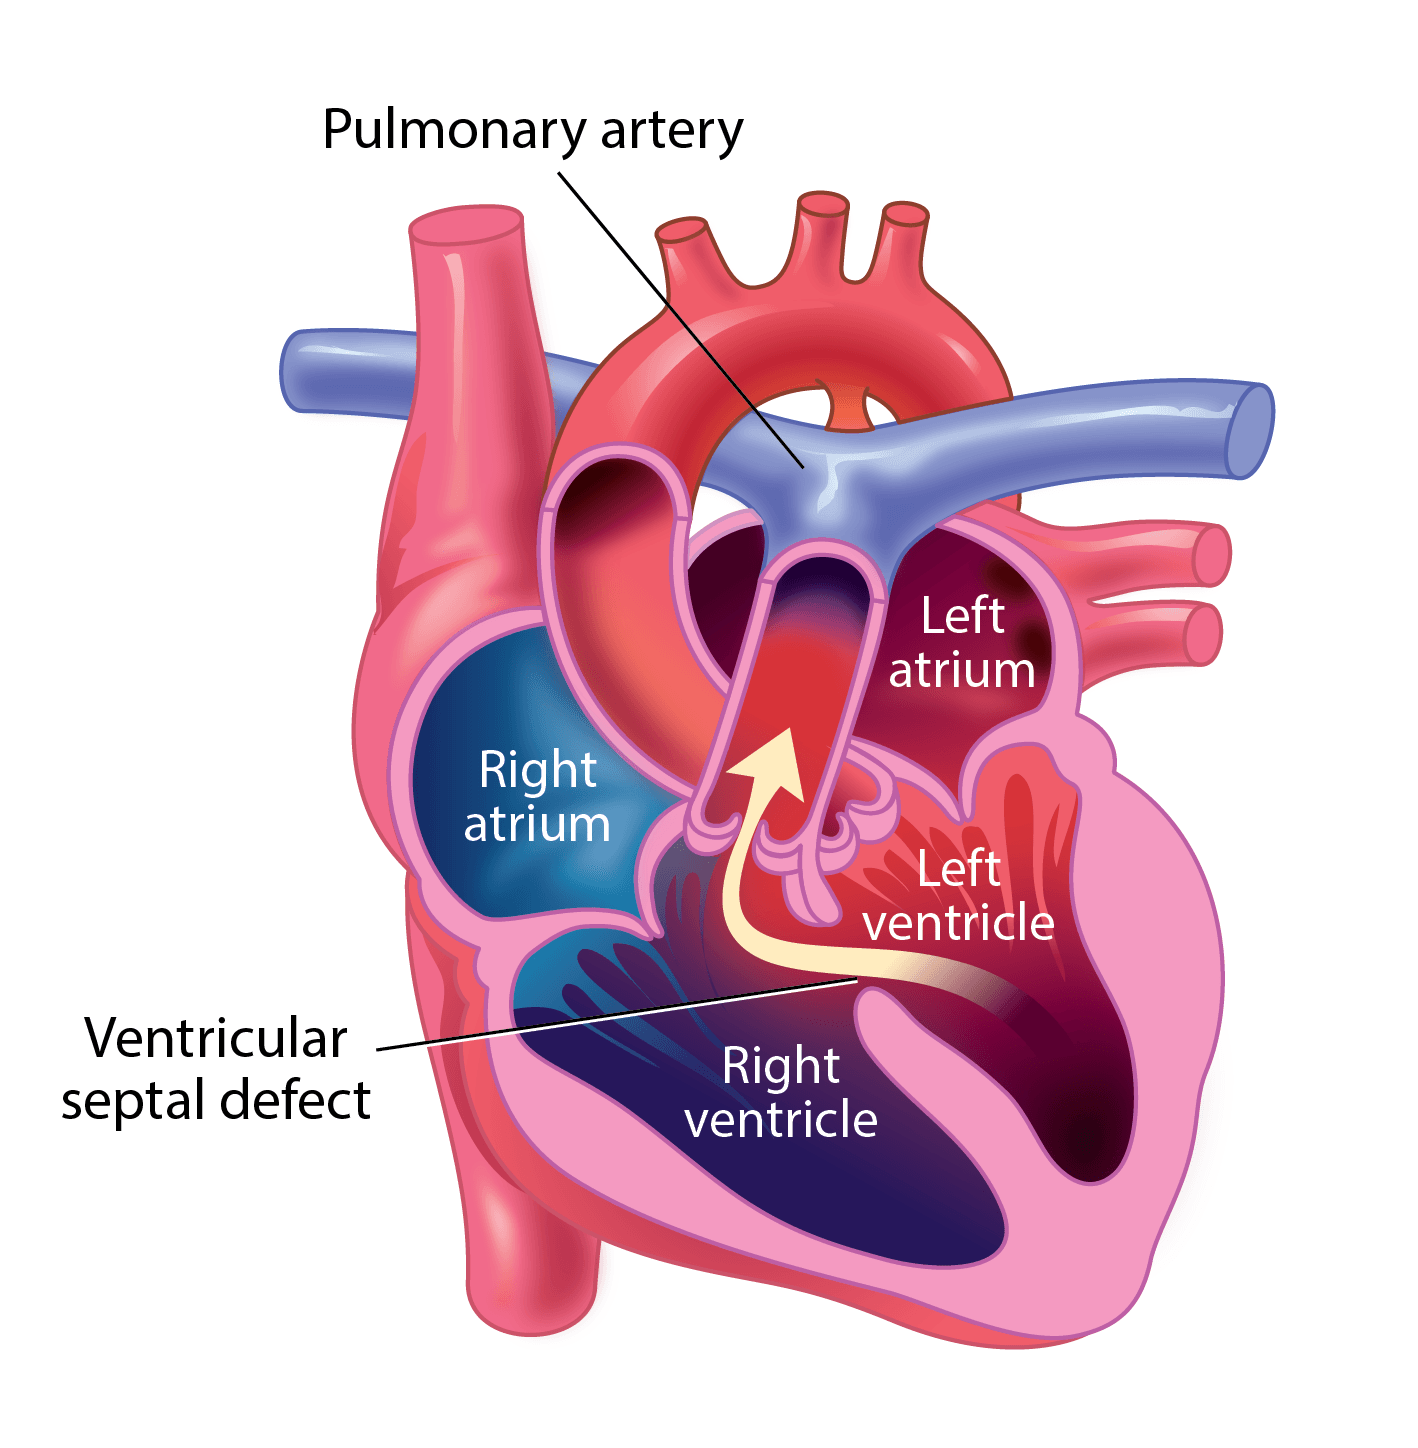 Pulmonary artery
Left
atrium
Right
atrium
Left
ventricle
Ventricular
septal defect
Right
ventricle